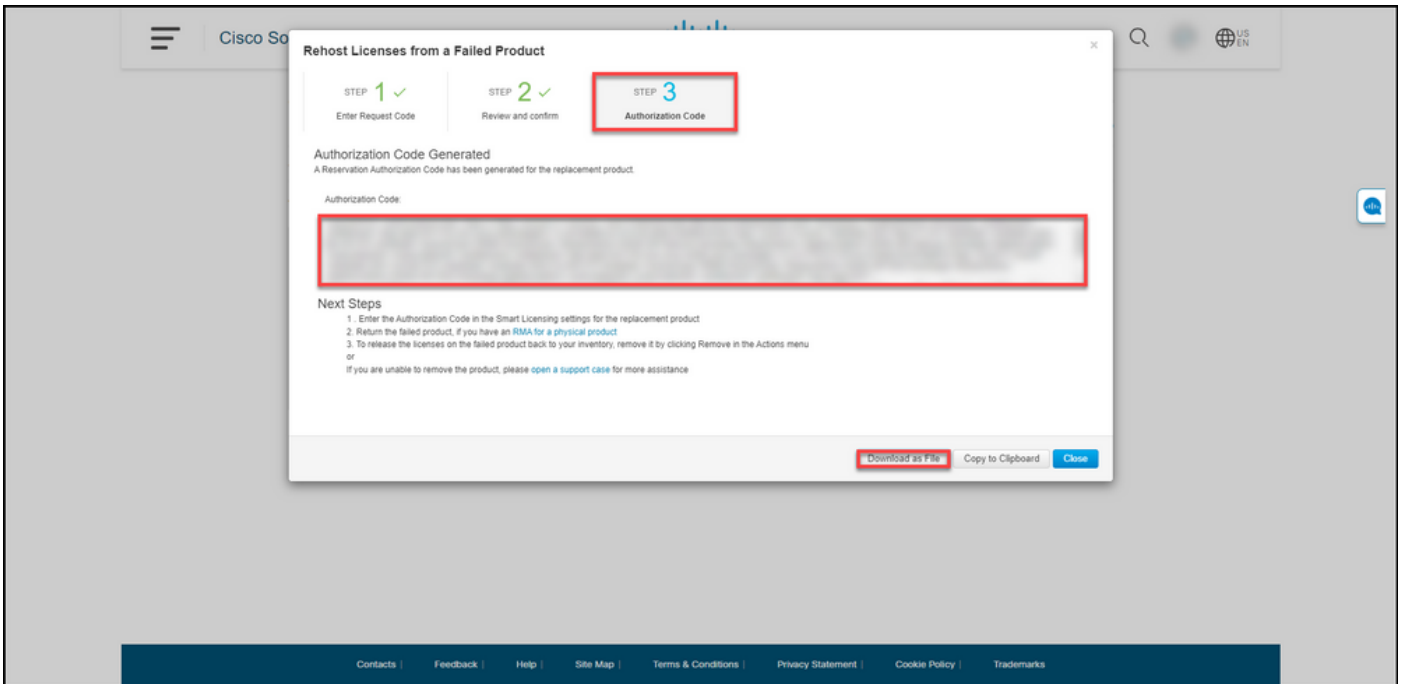 Cisco So
US
EN
Rehost Licenses from a Failed Product
×
STEP 1 ✓
Enter Request Code
STEP 2 ✓
Review and confirm
STEP 3
Authorization Code
Authorization Code Generated
A Reservation Authorization Code has been generated for the replacement product.
Authorization Code:
Next Steps
1 . Enter the Authorization Code in the Smart Licensing settings for the replacement product
2. Return the failed product, if you have an RMA for a physical product
3. To release the licenses on the failed product back to your inventory, remove it by clicking Remove in the Actions menu
or
If you are unable to remove the product, please open a support case for more assistance
Download as File
Copy to Clipboard
Close
Contacts | Feedback | Help | Site Map | Terms & Conditions | Privacy Statement | Cookie Policy | Trademarks